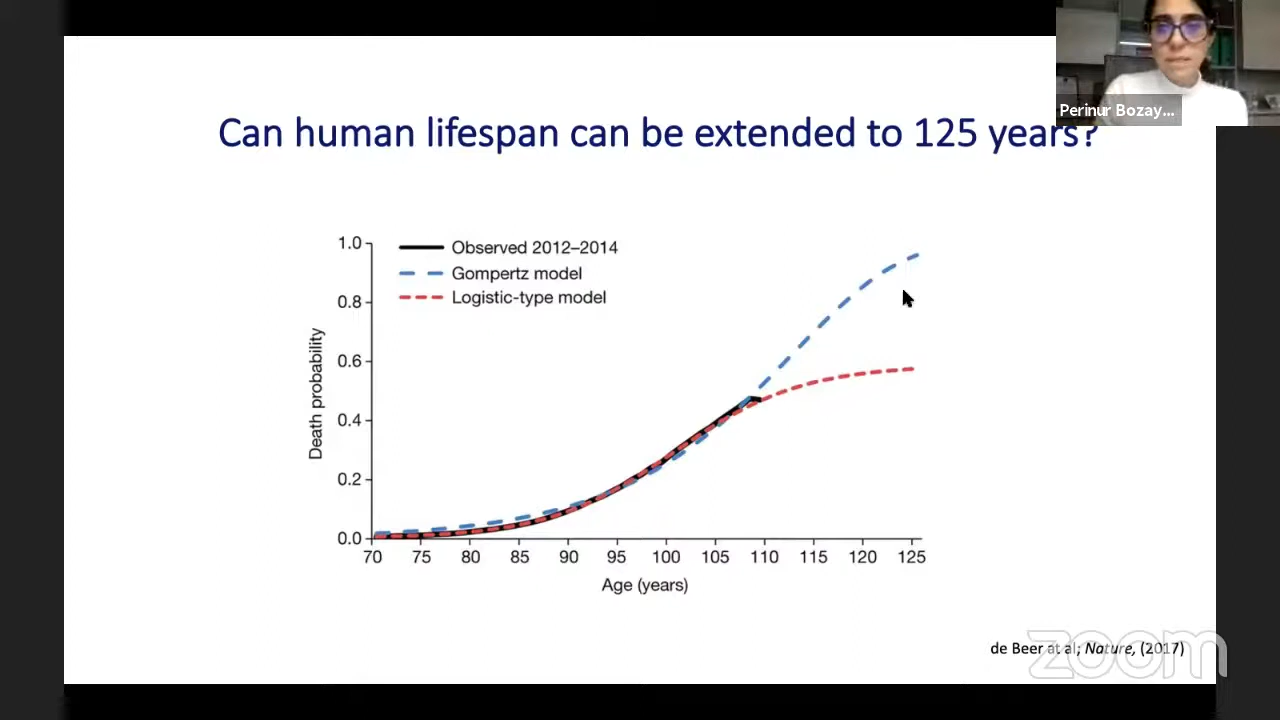 Perinur Bozay...
Can human lifespan can be extended to 125 years?
1.0
0.8
0.6
0.4
0.2
0.0
Death probability
Observed 2012–2014
Gompertz model
Logistic-type model
70 75 80 85 90 95 100 105 110 115 120 125
Age (years)
de Beer at al; Nature, (2017)
zoom